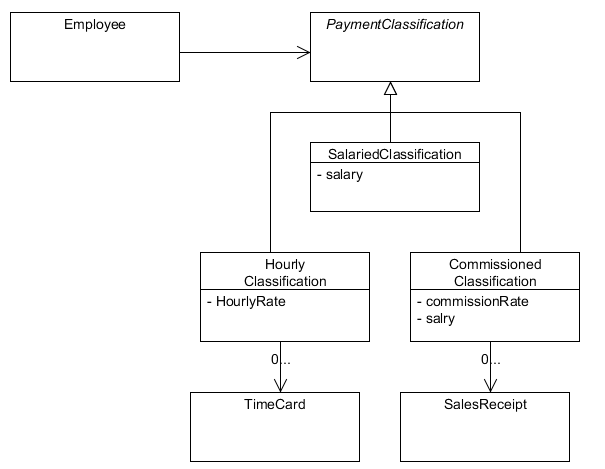 Employee
PaymentClassification
SalariedClassification
- salary
Hourly
Classification
- HourlyRate
Commissioned
Classification
- commissionRate
- salry
0...
0...
TimeCard
SalesReceipt